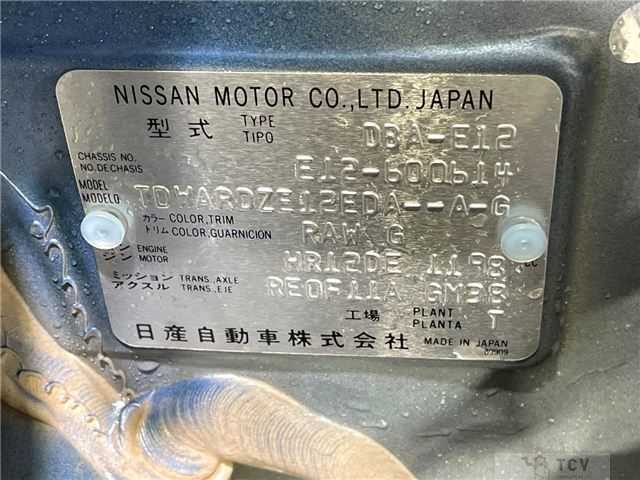 NISSAN MOTOR CO.,LTD. JAPAN
型式 TYPE TIPO DBA-E12
CHASSIS NO. NO.DECHASIS E12-600614
MODEL MODELO TDHARDZE12EDA--A-G
カラー COLOR,TRIM
トリム COLOR,GUARNICION RAW G
ン ENGINE
ジン MOTOR HR12DE 1198 CC
ミッション TRANS.,AXLE
アクスル TRANS.,EJE RE0F11A GM38
工場 PLANT PLANTA T
日産自動車株式会社 MADE IN JAPAN
03909
TCV